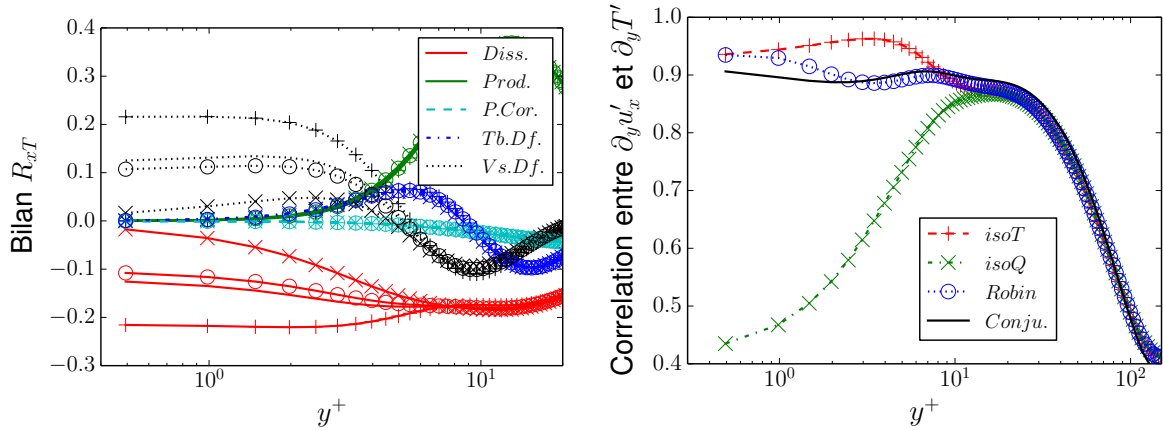 Bilan R_{xT}
0.4
0.3
0.2
0.1
0.0
−0.1
−0.2
−0.3
10^0
10^1
y^+
Diss.
Prod.
P.Cor.
Tb.Df.
Vs.Df.
Correlation entre ∂_y u'_x et ∂_y T'
1.0
0.9
0.8
0.7
0.6
0.5
0.4
10^0
10^1
10^2
y^+
isoT
isoQ
Robin
Conju.